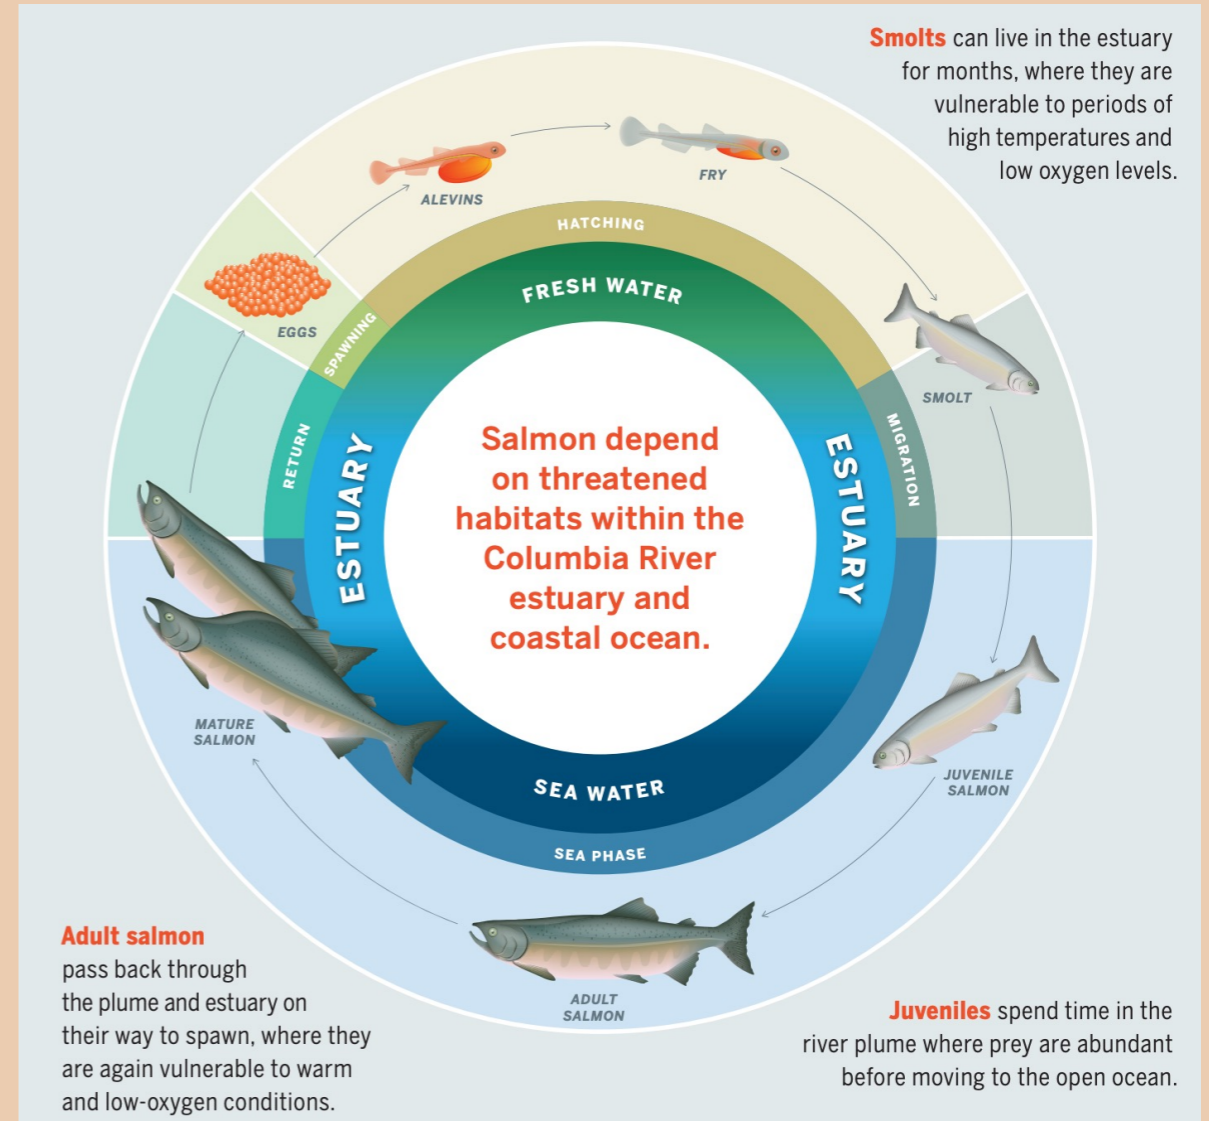 Smolts can live in the estuary
for months, where they are
vulnerable to periods of
high temperatures and
low oxygen levels.
ALEVINS
FRY
HATCHING
FRESH WATER
EGGS
SPAWNING
SMOLT
RETURN
ESTUARY
ESTUARY
MIGRATION
Salmon depend
on threatened
habitats within the
Columbia River
estuary and
coastal ocean.
MATURE
SALMON
JUVENILE
SALMON
SEA WATER
SEA PHASE
ADULT
SALMON
Adult salmon
pass back through
the plume and estuary on
their way to spawn, where they
are again vulnerable to warm
and low-oxygen conditions.
Juveniles spend time in the
river plume where prey are abundant
before moving to the open ocean.